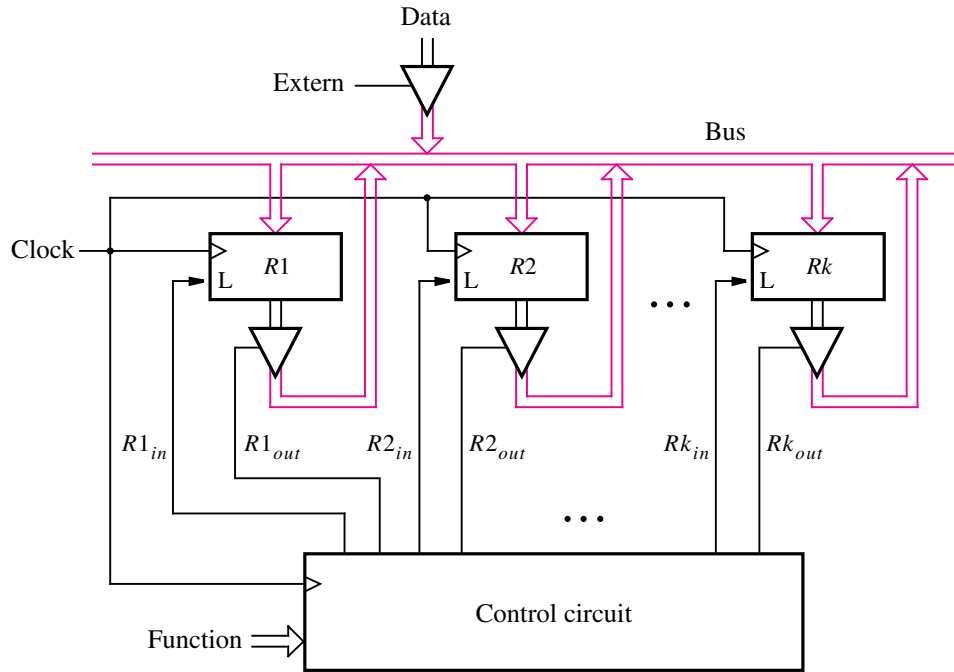 Data
Extern
Bus
Clock
R1
L
R2
L
Rk
L
. . .
R1in
R1out
R2in
R2out
Rkin
Rkout
. . .
Control circuit
Function